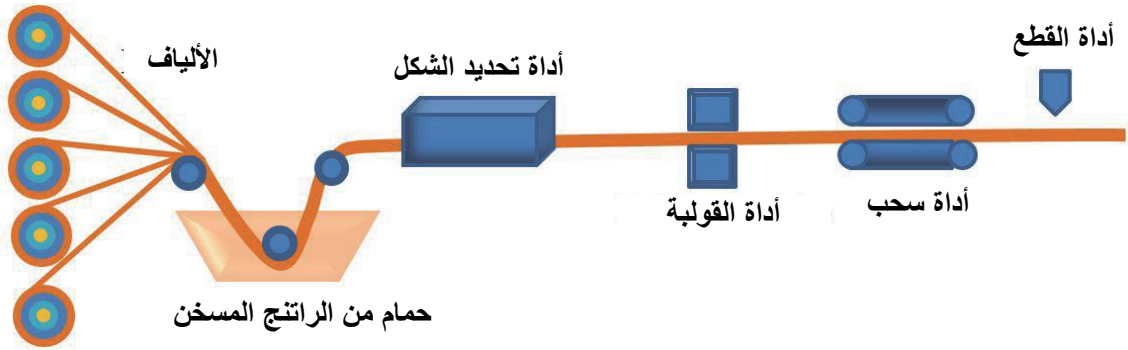 أداة القطع
الألياف
أداة تحديد الشكل
أداة سحب
أداة القولبة
حمام من الراتنج المسخن